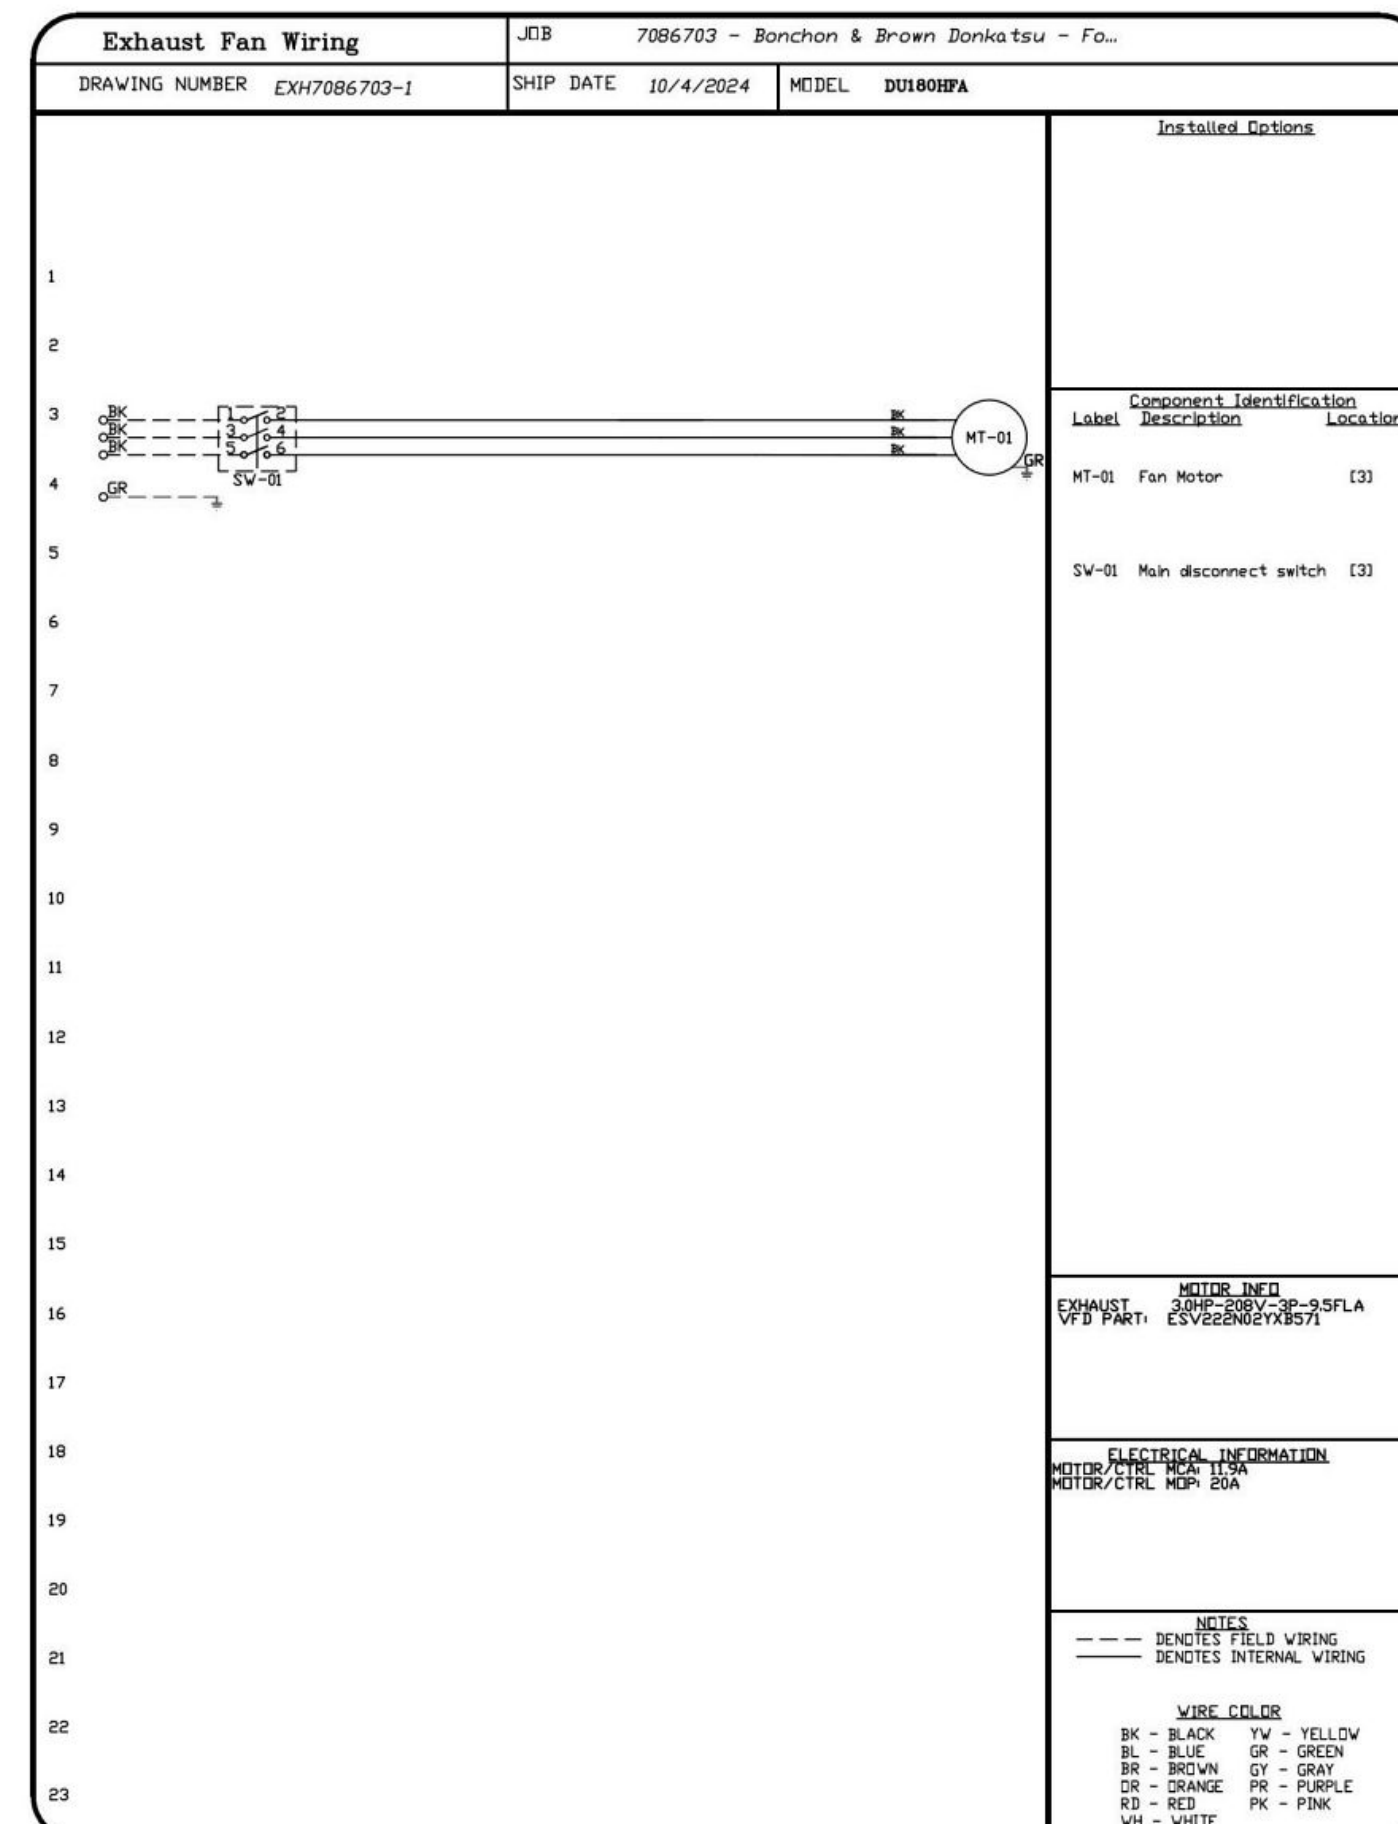 Exhaust Fan Wiring
JOB 7086703 - Bonchon & Brown Donkatsu - Fo...
DRAWING NUMBER EXH7086703-1
SHIP DATE 10/4/2024
MODEL DU180HFA
Installed Options
1
2
3
BK 1 2 BK
BK 3 4 BK
BK 5 6 BK
MT-01
GR
SW-01
4
GR
5
6
7
8
9
10
11
12
13
14
15
16
17
18
19
20
21
22
23
Component Identification
Label Description Location
MT-01 Fan Motor [3]
SW-01 Main disconnect switch [3]
MOTOR INFO
EXHAUST 3.0HP-208V-3P-9.5FLA
VFD PART: ESV222N02YXB571
ELECTRICAL INFORMATION
MOTOR/CTRL MCA: 11.9A
MOTOR/CTRL MOP: 20A
NOTES
DENOTES FIELD WIRING
DENOTES INTERNAL WIRING
WIRE COLOR
BK - BLACK YW - YELLOW
BL - BLUE GR - GREEN
BR - BROWN GY - GRAY
OR - ORANGE PR - PURPLE
RD - RED PK - PINK
WH - WHITE